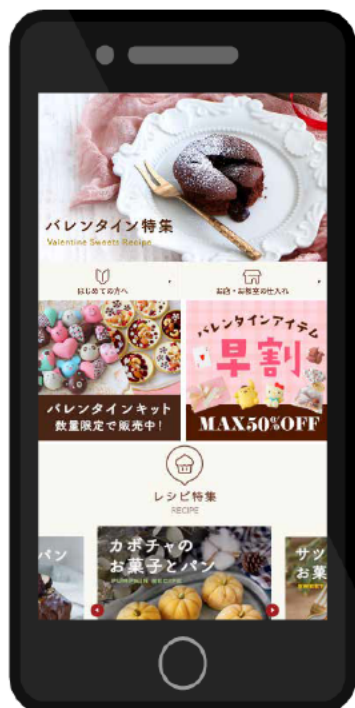 バレンタイン特集
Valentine Sweets Recipe
はじめての方へ
お店・お教室の仕入れ
バレンタインキット
数量限定で販売中!
バレンタインアイテム
早割
MAX50%OFF
レシピ特集
RECIPE
パン
カボチャの
お菓子とパン
PUMPKIN RECIPE
サツ
お菓
SWEET